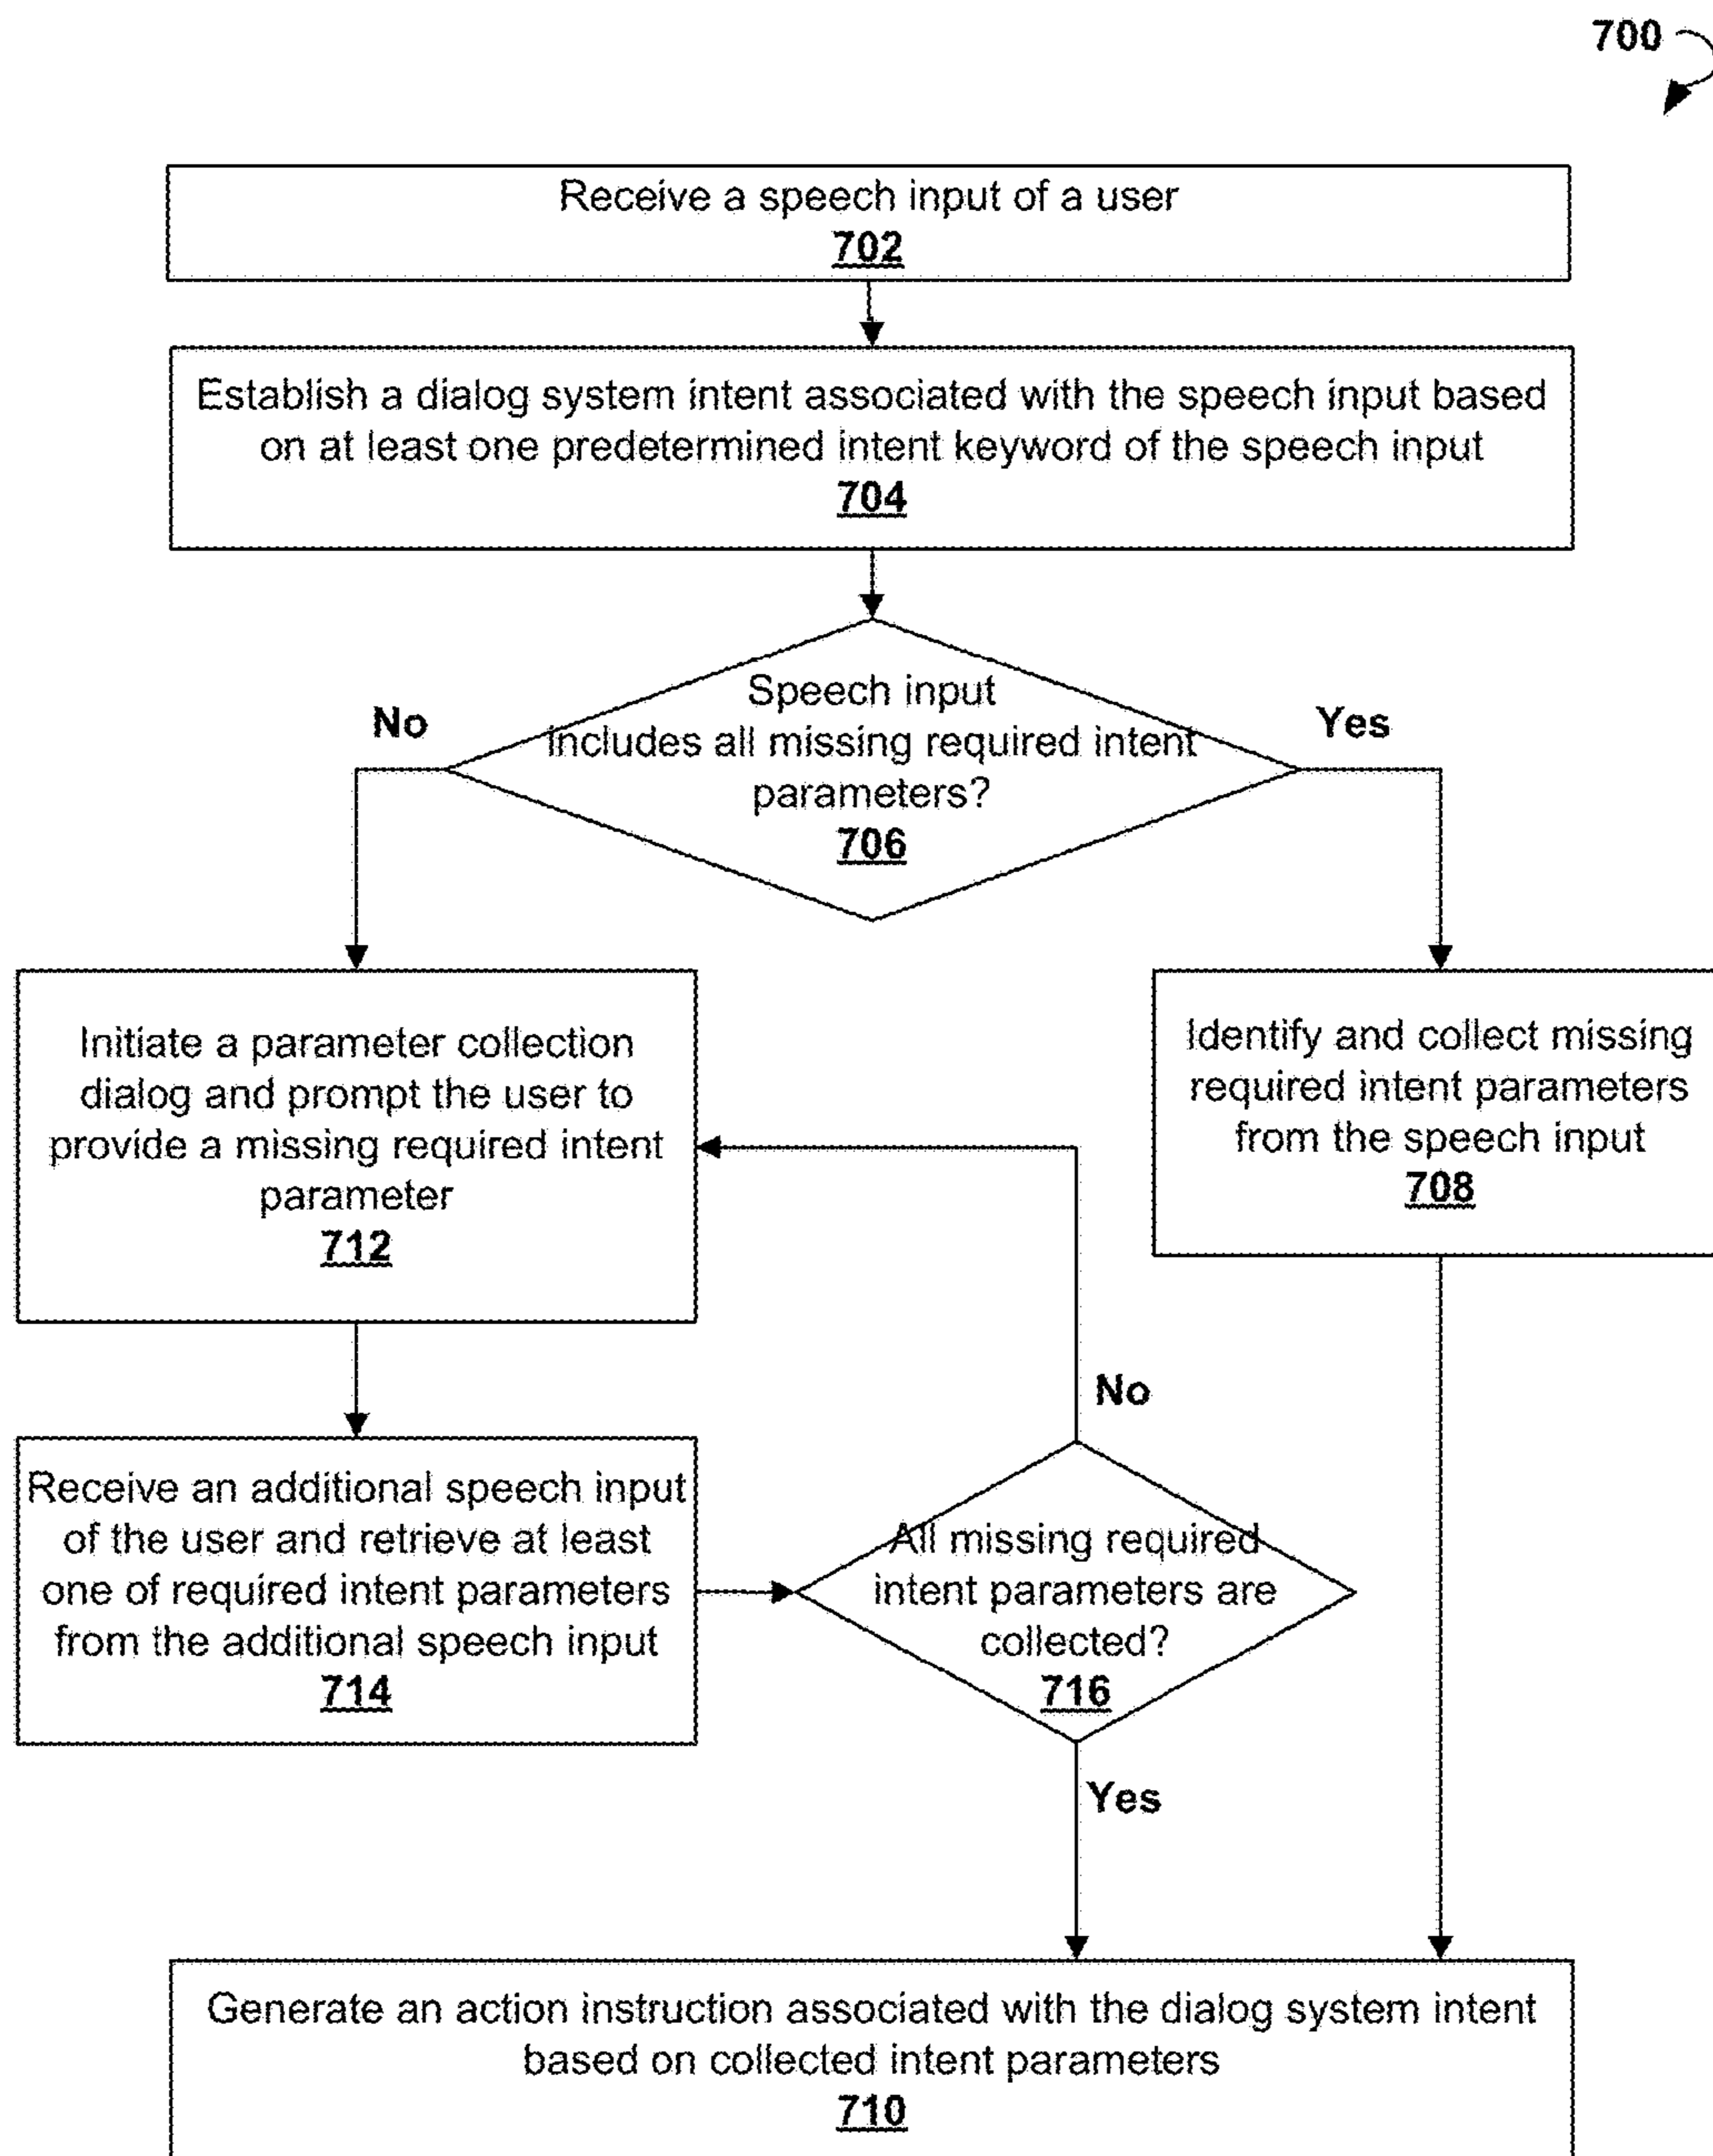 700
Receive a speech input of a user
702
Establish a dialog system intent associated with the speech input based
on at least one predetermined intent keyword of the speech input
704
Speech input
includes all missing required intent
parameters?
706
No
Yes
Initiate a parameter collection
dialog and prompt the user to
provide a missing required intent
parameter
712
Identify and collect missing
required intent parameters
from the speech input
708
No
Receive an additional speech input
of the user and retrieve at least
one of required intent parameters
from the additional speech input
714
All missing required
intent parameters are
collected?
716
Yes
Generate an action instruction associated with the dialog system intent
based on collected intent parameters
710